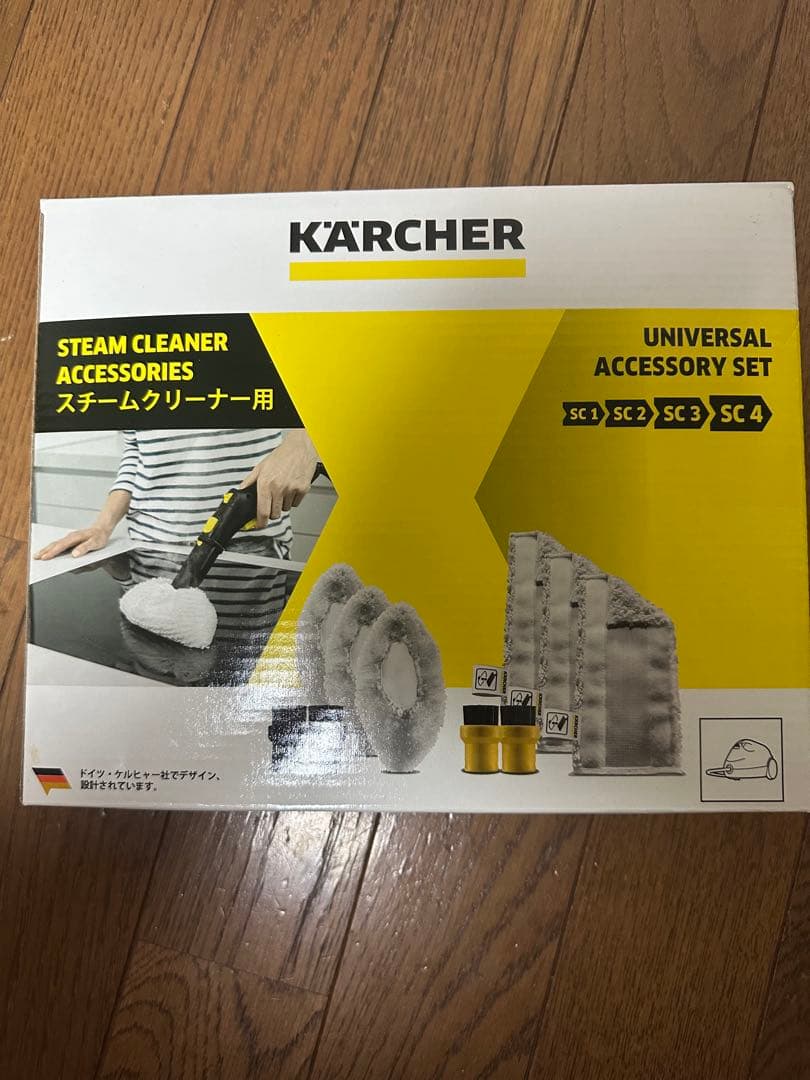 KÄRCHER
STEAM CLEANER
ACCESSORIES
スチームクリーナー用
UNIVERSAL
ACCESSORY SET
SC 1 SC 2 SC 3 SC 4
ドイツ・ケルヒャー社でデザイン、
設計されています。